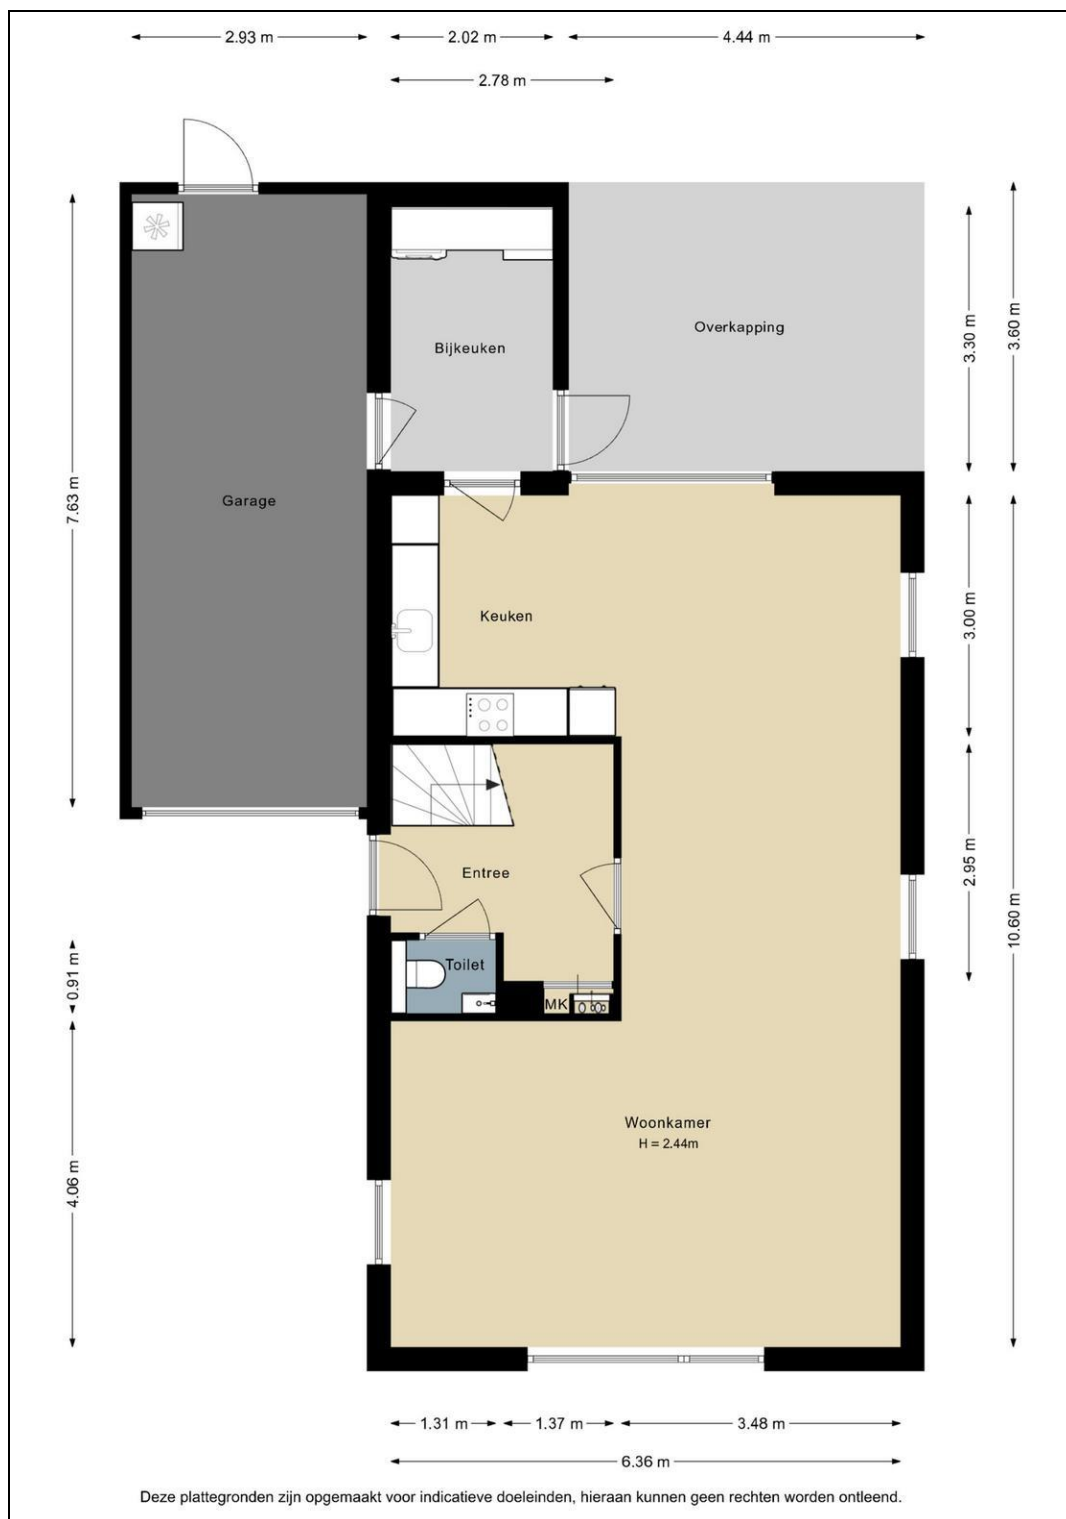 2.93 m
2.02 m
4.44 m
2.78 m
Overkapping
3.30 m
3.60 m
Bijkeuken
7.63 m
Garage
Keuken
3.00 m
Entree
2.95 m
10.60 m
Toilet
0.91 m
MK
Woonkamer
H = 2.44m
4.06 m
1.31 m
1.37 m
3.48 m
6.36 m
Deze plattegronden zijn opgemaakt voor indicatieve doeleinden, hieraan kunnen geen rechten worden ontleend.